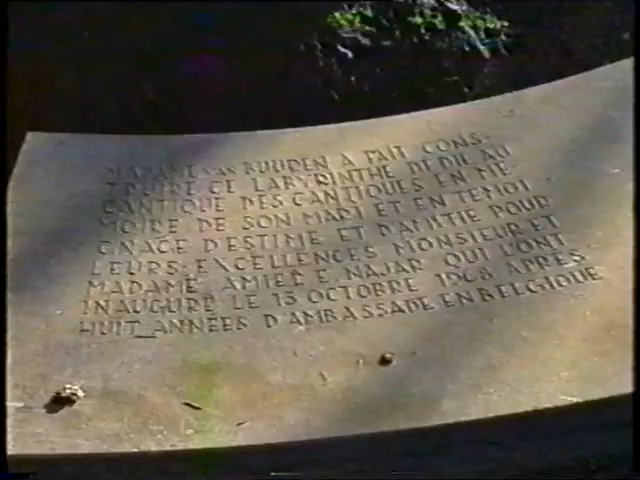 MADAME VAN BUUREN A FAIT CONS-
TRUIRE CE LABYRINTHE DEDIE AU
CANTIQUE DES CANTIQUES EN ME-
MOIRE DE SON MARI ET EN TEMOI
GNAGE D'ESTIME ET D'AMITIE POUR
LEURS EXCELLENCES MONSIEUR ET
MADAME AMIEL E. NAJAR QUI L'ONT
INAUGURE LE 13 OCTOBRE 1968 APRÈS
HUIT ANNÉES D'AMBASSADE EN BELGIQUE